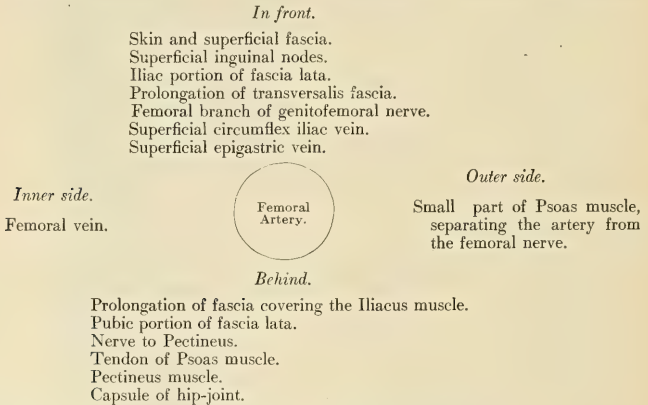 In front.
Skin and superficial fascia.
Superficial inguinal nodes.
Iliac portion of fascia lata.
Prolongation of transversalis fascia.
Femoral branch of genitofemoral nerve.
Superficial circumflex iliac vein.
Superficial epigastric vein.
Inner side.
Femoral vein.
Femoral
Artery.
Outer side.
Small part of Psoas muscle,
separating the artery from
the femoral nerve.
Behind.
Prolongation of fascia covering the Iliacus muscle.
Pubic portion of fascia lata.
Nerve to Pectineus.
Tendon of Psoas muscle.
Pectineus muscle.
Capsule of hip-joint.